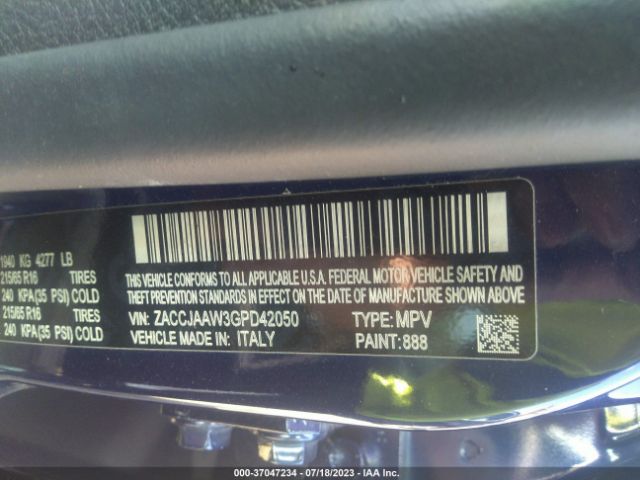 1940 KG 4277 LB
215/65 R16 TIRES
240 KPA(35 PSI) COLD
215/65 R16 TIRES
240 KPA(35 PSI) COLD
THIS VEHICLE CONFORMS TO ALL APPLICABLE U.S.A. FEDERAL MOTOR VEHICLE SAFETY AND
THEFT PREVENTION STANDARDS IN EFFECT ON THE DATE OF MANUFACTURE SHOWN ABOVE
VIN: ZACCJAAW3GPD42050 TYPE: MPV
VEHICLE MADE IN: ITALY PAINT: 888
000-37047234 - 07/18/2023 - IAA Inc.